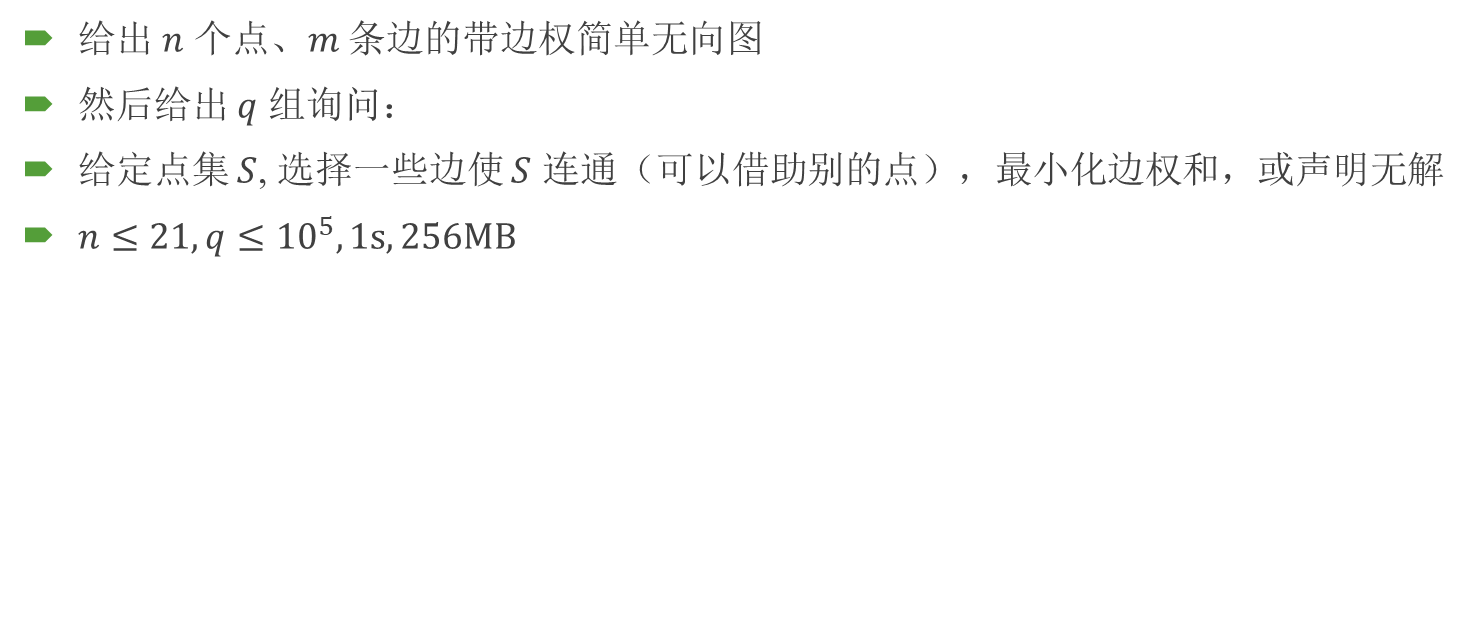 给出 n 个点、m 条边的带边权简单无向图
然后给出 q 组询问：
给定点集 S, 选择一些边使 S 连通（可以借助别的点），最小化边权和，或声明无解
n ≤ 21, q ≤ 10⁵, 1s, 256MB